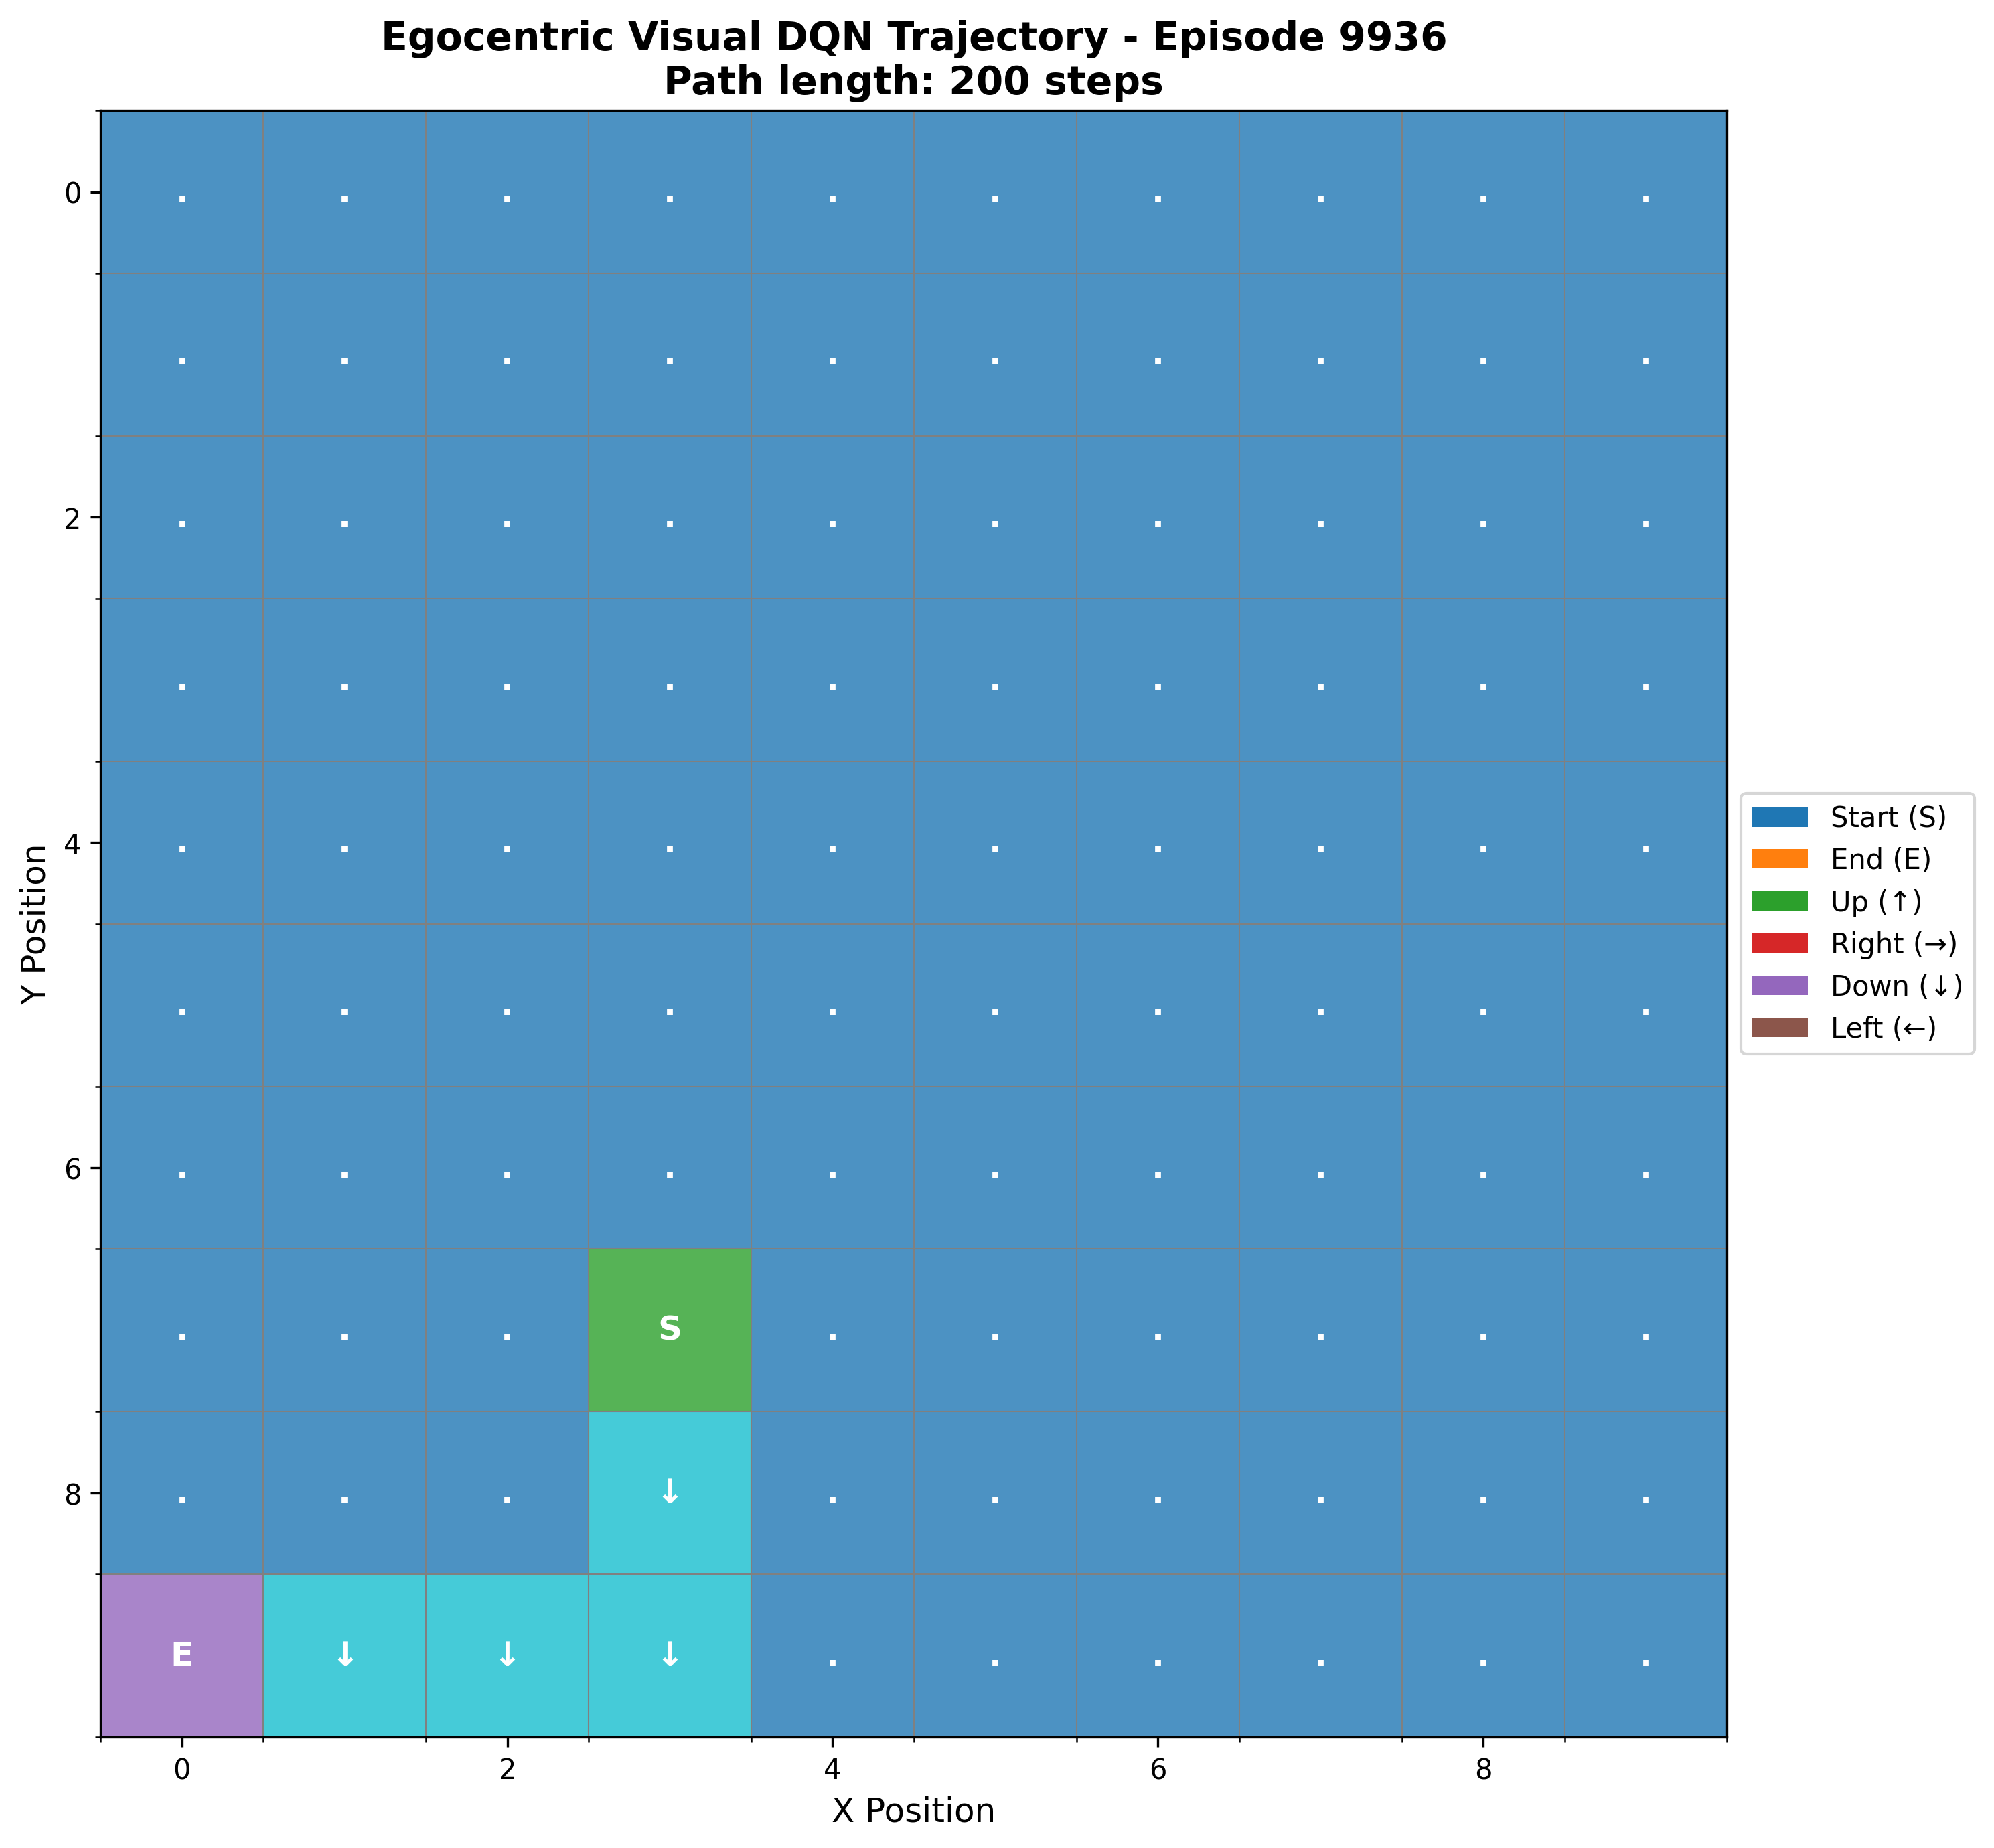 Egocentric Visual DQN Trajectory - Episode 9936
Path length: 200 steps
0
2
4
6
8
Y Position
S
↓
E ↓ ↓ ↓
0 2 4 6 8
X Position
Start (S)
End (E)
Up (↑)
Right (→)
Down (↓)
Left (←)